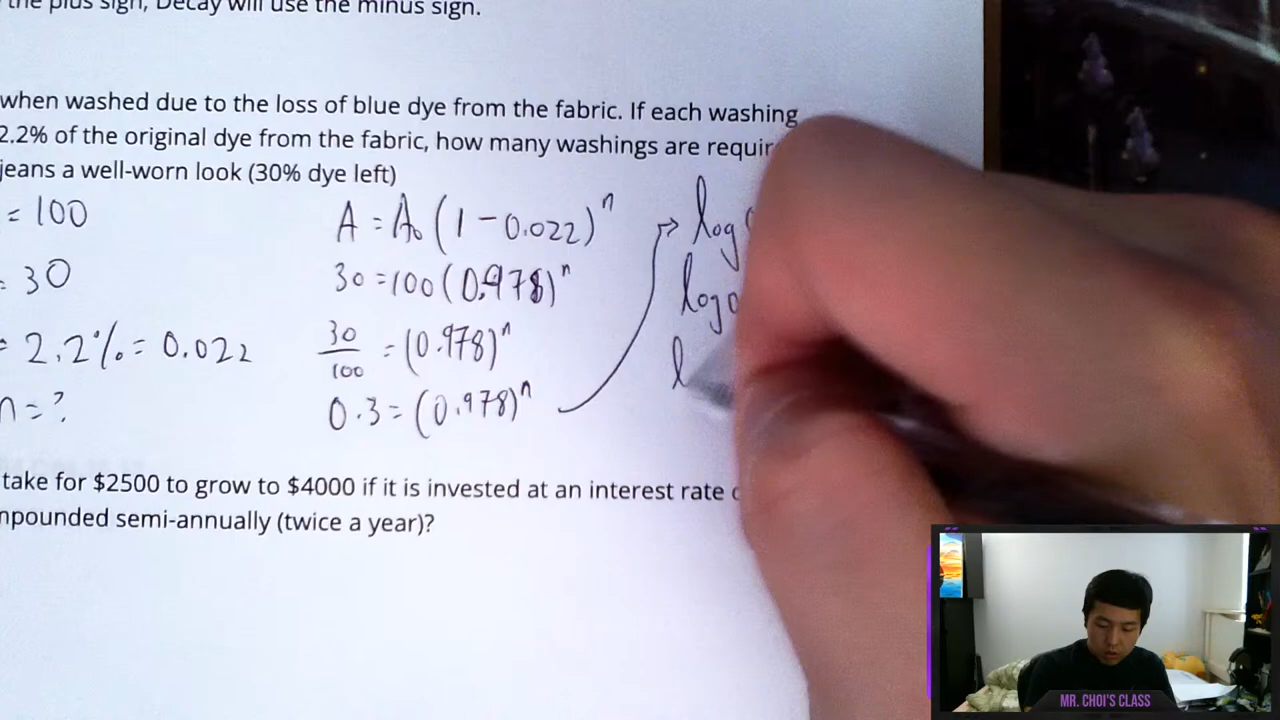 the plus sign, Decay will use the minus sign.
when washed due to the loss of blue dye from the fabric. If each washing
2.2% of the original dye from the fabric, how many washings are
jeans a well-worn look (30% dye left)
= 100
= 30
= 2.2% = 0.022
n = ?
A = A₀ (1 - 0.022)ⁿ
30 = 100 (0.978)ⁿ
30/100 = (0.978)ⁿ
0.3 = (0.978)ⁿ
log
log
take for $2500 to grow to $4000 if it is invested at an interest rate
compounded semi-annually (twice a year)?
MR. CHOI'S CLASS